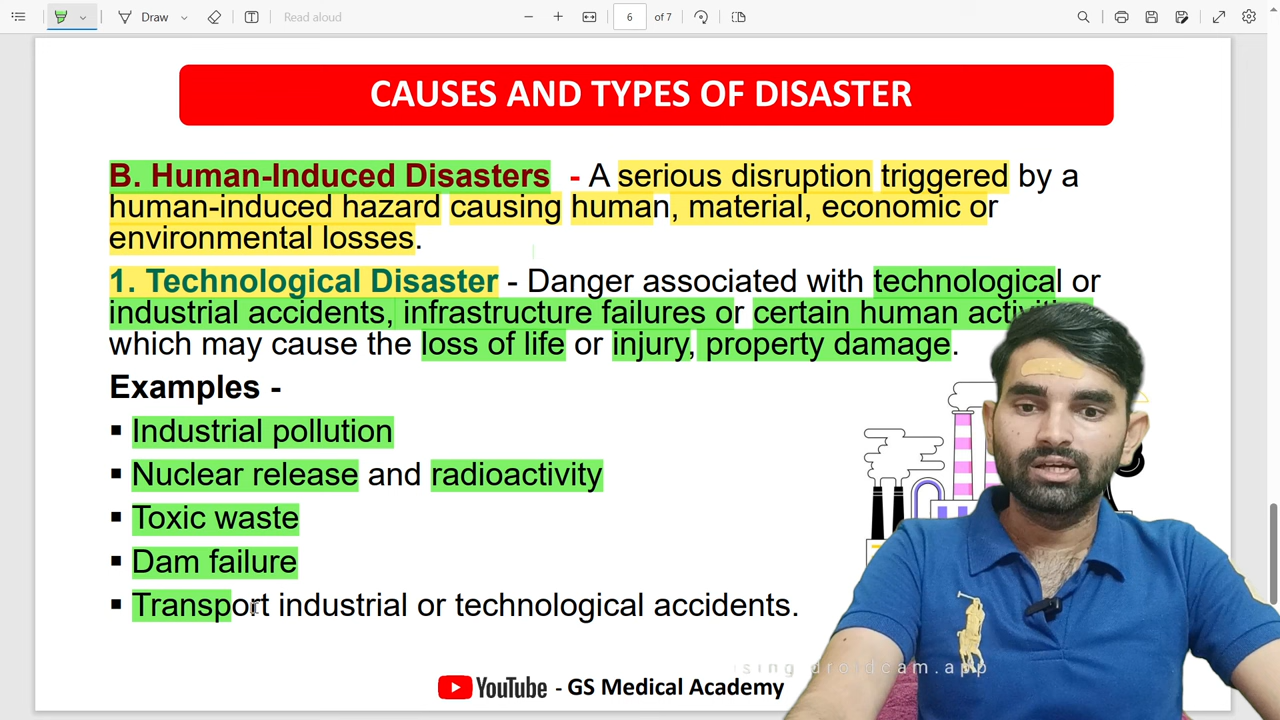 Draw
Read aloud
6
of 7
CAUSES AND TYPES OF DISASTER
B. Human-Induced Disasters - A serious disruption triggered by a
human-induced hazard causing human, material, economic or
environmental losses.
1. Technological Disaster - Danger associated with technological or
industrial accidents, infrastructure failures or certain human
which may cause the loss of life or injury, property damage.
Examples -
▪ Industrial pollution
▪ Nuclear release and radioactivity
▪ Toxic waste
▪ Dam failure
▪ Transport industrial or technological accidents.
droidcam.app
YouTube - GS Medical Academy